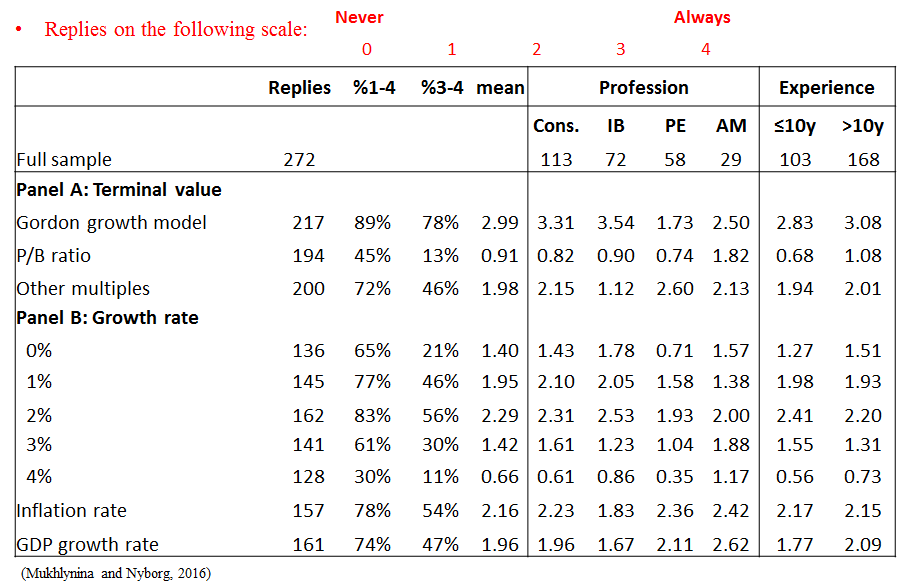 Never Always
• Replies on the following scale:
0 1 2 3 4
Replies %1-4 %3-4 mean Profession Experience
Cons. IB PE AM ≤10y >10y
Full sample 272 113 72 58 29 103 168
Panel A: Terminal value
Gordon growth model 217 89% 78% 2.99 3.31 3.54 1.73 2.50 2.83 3.08
P/B ratio 194 45% 13% 0.91 0.82 0.90 0.74 1.82 0.68 1.08
Other multiples 200 72% 46% 1.98 2.15 1.12 2.60 2.13 1.94 2.01
Panel B: Growth rate
0% 136 65% 21% 1.40 1.43 1.78 0.71 1.57 1.27 1.51
1% 145 77% 46% 1.95 2.10 2.05 1.58 1.38 1.98 1.93
2% 162 83% 56% 2.29 2.31 2.53 1.93 2.00 2.41 2.20
3% 141 61% 30% 1.42 1.61 1.23 1.04 1.88 1.55 1.31
4% 128 30% 11% 0.66 0.61 0.86 0.35 1.17 0.56 0.73
Inflation rate 157 78% 54% 2.16 2.23 1.83 2.36 2.42 2.17 2.15
GDP growth rate 161 74% 47% 1.96 1.96 1.67 2.11 2.62 1.77 2.09
(Mukhlynina and Nyborg, 2016)